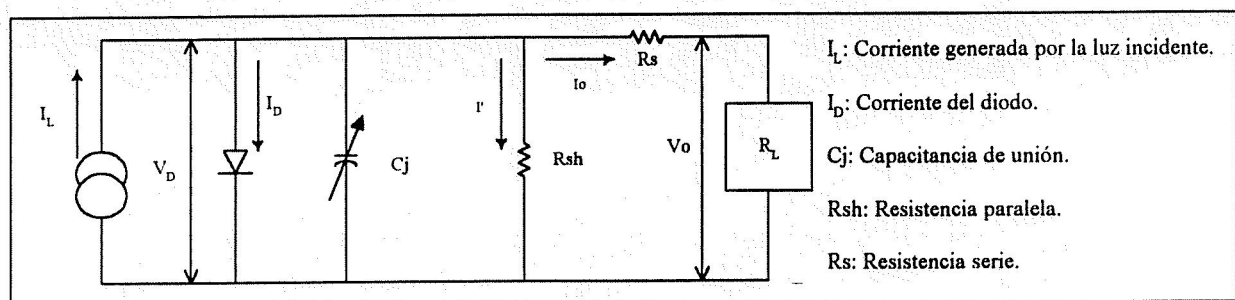 I_L
V_D
I_D
Cj
I'
Io
Rsh
Rs
Vo
R_L
I_L: Corriente generada por la luz incidente.
I_D: Corriente del diodo.
Cj: Capacitancia de unión.
Rsh: Resistencia paralela.
Rs: Resistencia serie.